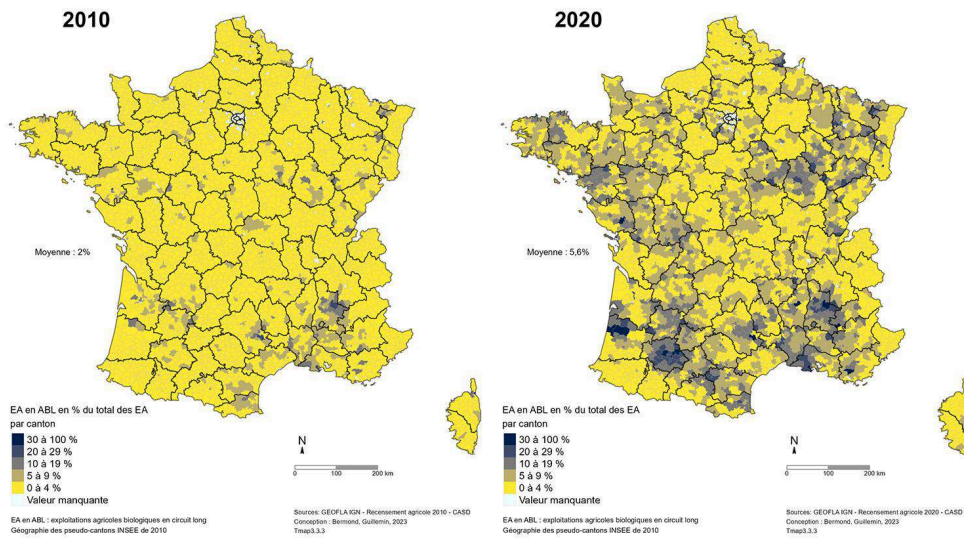 2010
Moyenne : 2%
EA en ABL en % du total des EA
par canton
30 à 100 %
20 à 29 %
10 à 19 %
5 à 9 %
0 à 4 %
Valeur manquante
N
0 100 200 km
EA en ABL : exploitations agricoles biologiques en circuit long
Géographie des pseudo-cantons INSEE de 2010
Sources: GEOFLA IGN - Recensement agricole 2010 - CASD
Conception : Bermond, Guillemin, 2023
Tmap3.3.3
2020
Moyenne : 5,6%
EA en ABL en % du total des EA
par canton
30 à 100 %
20 à 29 %
10 à 19 %
5 à 9 %
0 à 4 %
Valeur manquante
N
0 100 200 km
EA en ABL : exploitations agricoles biologiques en circuit long
Géographie des pseudo-cantons INSEE de 2010
Sources: GEOFLA IGN - Recensement agricole 2020 - CASD
Conception : Bermond, Guillemin, 2023
Tmap3.3.3